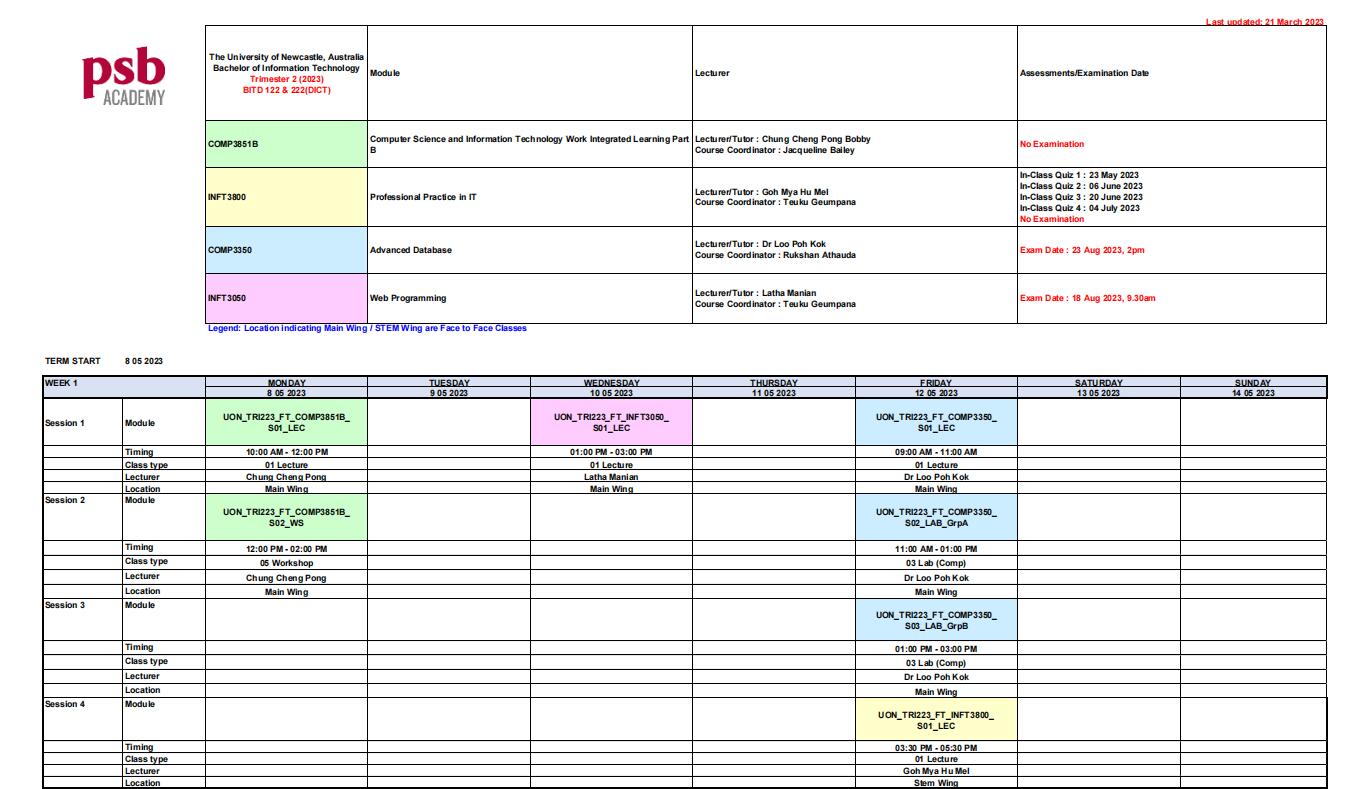 Last updated: 21 March 2023
psb
ACADEMY
The University of Newcastle, Australia
Bachelor of Information Technology
Trimester 2 (2023)
BITD 122 & 222(DICT)
Module
Lecturer
Assessments/Examination Date
COMP3851B
Computer Science and Information Technology Work Integrated Learning Part
B
Lecturer/Tutor : Chung Cheng Pong Bobby
Course Coordinator : Jacqueline Bailey
No Examination
INFT3800
Professional Practice in IT
Lecturer/Tutor : Goh Mya Hu Mel
Course Coordinator : Teuku Geumpana
In-Class Quiz 1 : 23 May 2023
In-Class Quiz 2 : 06 June 2023
In-Class Quiz 3 : 20 June 2023
In-Class Quiz 4 : 04 July 2023
No Examination
COMP3350
Advanced Database
Lecturer/Tutor : Dr Loo Poh Kok
Course Coordinator : Rukshan Athauda
Exam Date : 23 Aug 2023, 2pm
INFT3050
Web Programming
Lecturer/Tutor : Latha Manian
Course Coordinator : Teuku Geumpana
Exam Date : 18 Aug 2023, 9.30am
Legend: Location indicating Main Wing / STEM Wing are Face to Face Classes
TERM START 8 05 2023
WEEK 1 MONDAY TUESDAY WEDNESDAY THURSDAY FRIDAY SATURDAY SUNDAY
8 05 2023 9 05 2023 10 05 2023 11 05 2023 12 05 2023 13 05 2023 14 05 2023
Session 1 Module
UON_TRI223_FT_COMP3851B_
S01_LEC
UON_TRI223_FT_INFT3050_
S01_LEC
UON_TRI223_FT_COMP3350_
S01_LEC
Timing 10:00 AM - 12:00 PM 01:00 PM - 03:00 PM 09:00 AM - 11:00 AM
Class type 01 Lecture 01 Lecture 01 Lecture
Lecturer Chung Cheng Pong Latha Manian Dr Loo Poh Kok
Location Main Wing Main Wing Main Wing
Session 2 Module
UON_TRI223_FT_COMP3851B_
S02_WS
UON_TRI223_FT_COMP3350_
S02_LAB_GrpA
Timing 12:00 PM - 02:00 PM 11:00 AM - 01:00 PM
Class type 05 Workshop 03 Lab (Comp)
Lecturer Chung Cheng Pong Dr Loo Poh Kok
Location Main Wing Main Wing
Session 3 Module
UON_TRI223_FT_COMP3350_
S03_LAB_GrpB
Timing 01:00 PM - 03:00 PM
Class type 03 Lab (Comp)
Lecturer Dr Loo Poh Kok
Location Main Wing
Session 4 Module
UON_TRI223_FT_INFT3800_
S01_LEC
Timing 03:30 PM - 05:30 PM
Class type 01 Lecture
Lecturer Goh Mya Hu Mel
Location Stem Wing